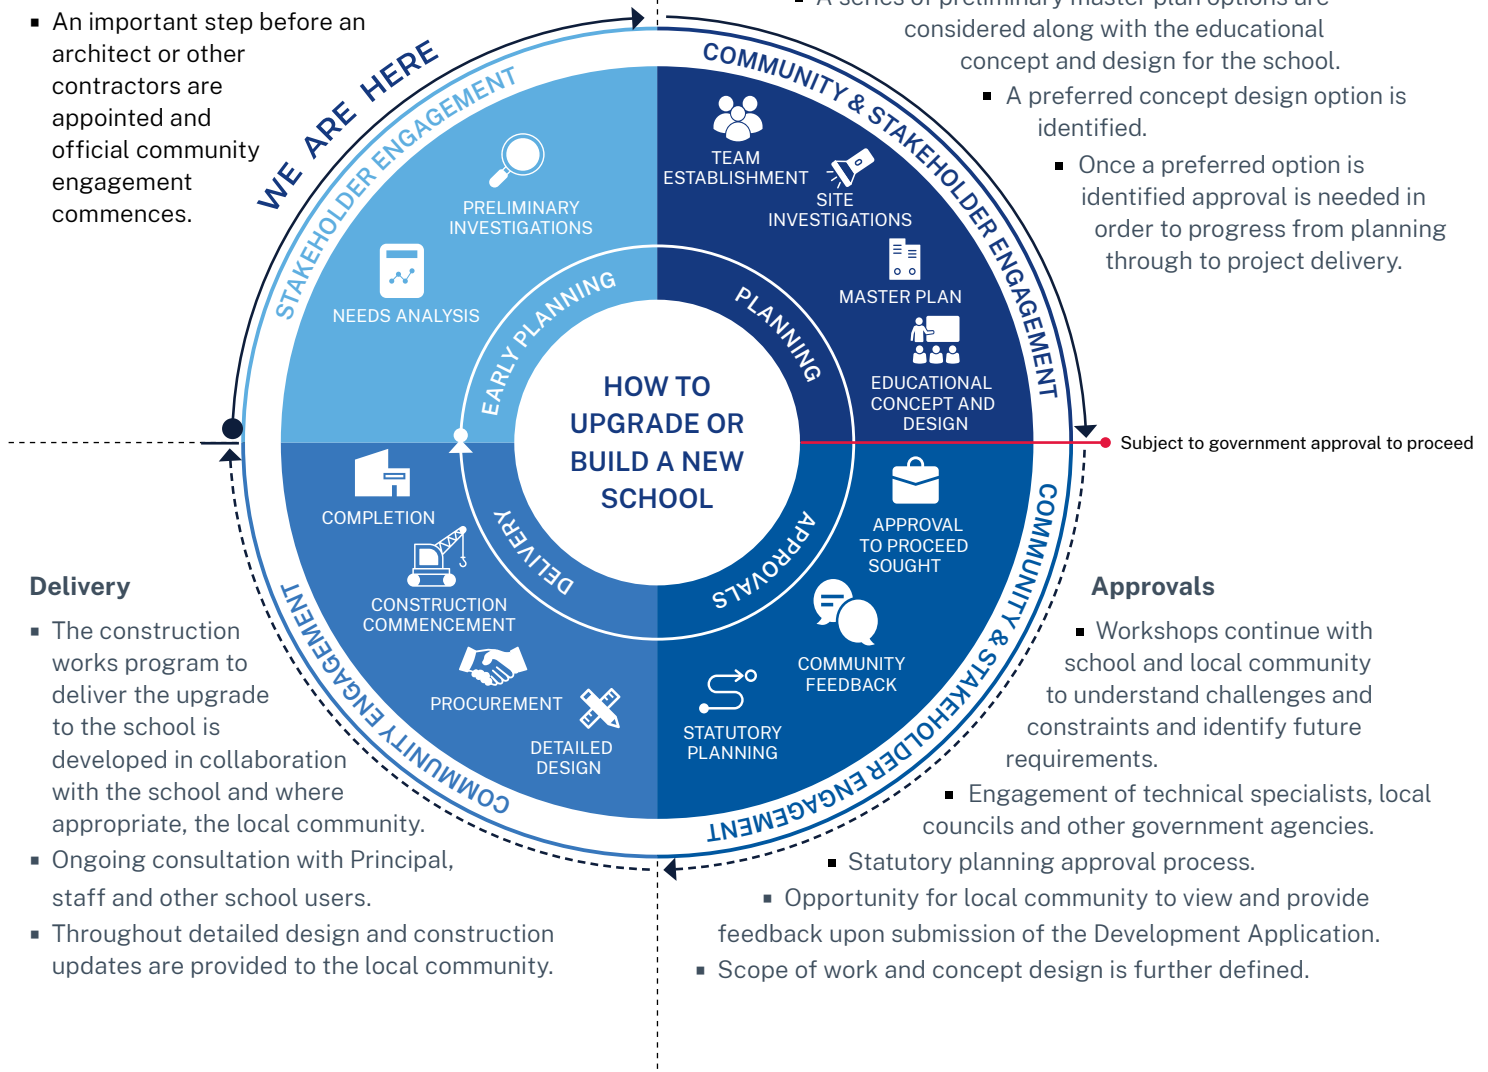 An important step before an
architect or other
contractors are
appointed and
official community
engagement
commences.
A series of preliminary master plan options are
considered along with the educational
concept and design for the school.
A preferred concept design option is
identified.
Once a preferred option is
identified approval is needed in
order to progress from planning
through to project delivery.
WE ARE HERE
STAKEHOLDER ENGAGEMENT
PRELIMINARY
INVESTIGATIONS
NEEDS ANALYSIS
EARLY PLANNING
COMMUNITY & STAKEHOLDER ENGAGEMENT
TEAM
ESTABLISHMENT
SITE
INVESTIGATIONS
MASTER PLAN
EDUCATIONAL
CONCEPT AND
DESIGN
PLANNING
HOW TO
UPGRADE OR
BUILD A NEW
SCHOOL
Subject to government approval to proceed
COMMUNITY & STAKEHOLDER ENGAGEMENT
APPROVAL
TO PROCEED
SOUGHT
COMMUNITY
FEEDBACK
STATUTORY
PLANNING
APPROVALS
COMPLETION
CONSTRUCTION
COMMENCEMENT
PROCUREMENT
DETAILED
DESIGN
DELIVERY
COMMUNITY ENGAGEMENT
Delivery
The construction
works program to
deliver the upgrade
to the school is
developed in collaboration
with the school and where
appropriate, the local community.
Ongoing consultation with Principal,
staff and other school users.
Throughout detailed design and construction
updates are provided to the local community.
Approvals
Workshops continue with
school and local community
to understand challenges and
constraints and identify future
requirements.
Engagement of technical specialists, local
councils and other government agencies.
Statutory planning approval process.
Opportunity for local community to view and provide
feedback upon submission of the Development Application.
Scope of work and concept design is further defined.